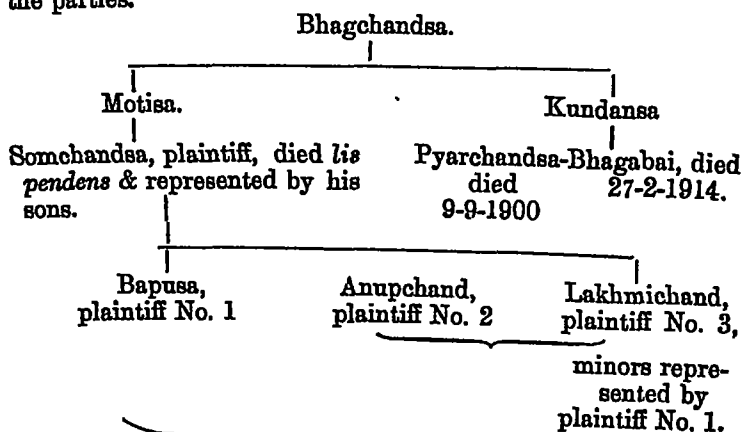 the parties.
Bhagchandsa.
Motisa. Kundansa
Somchandsa, plaintiff, died lis Pyarchandsa-Bhagabai, died
pendens & represented by his died 27-2-1914.
sons. 9-9-1900
Bapusa, Anupchand, Lakhmichand,
plaintiff No. 1 plaintiff No. 2 plaintiff No. 3,
minors repre-
sented by
plaintiff No. 1.